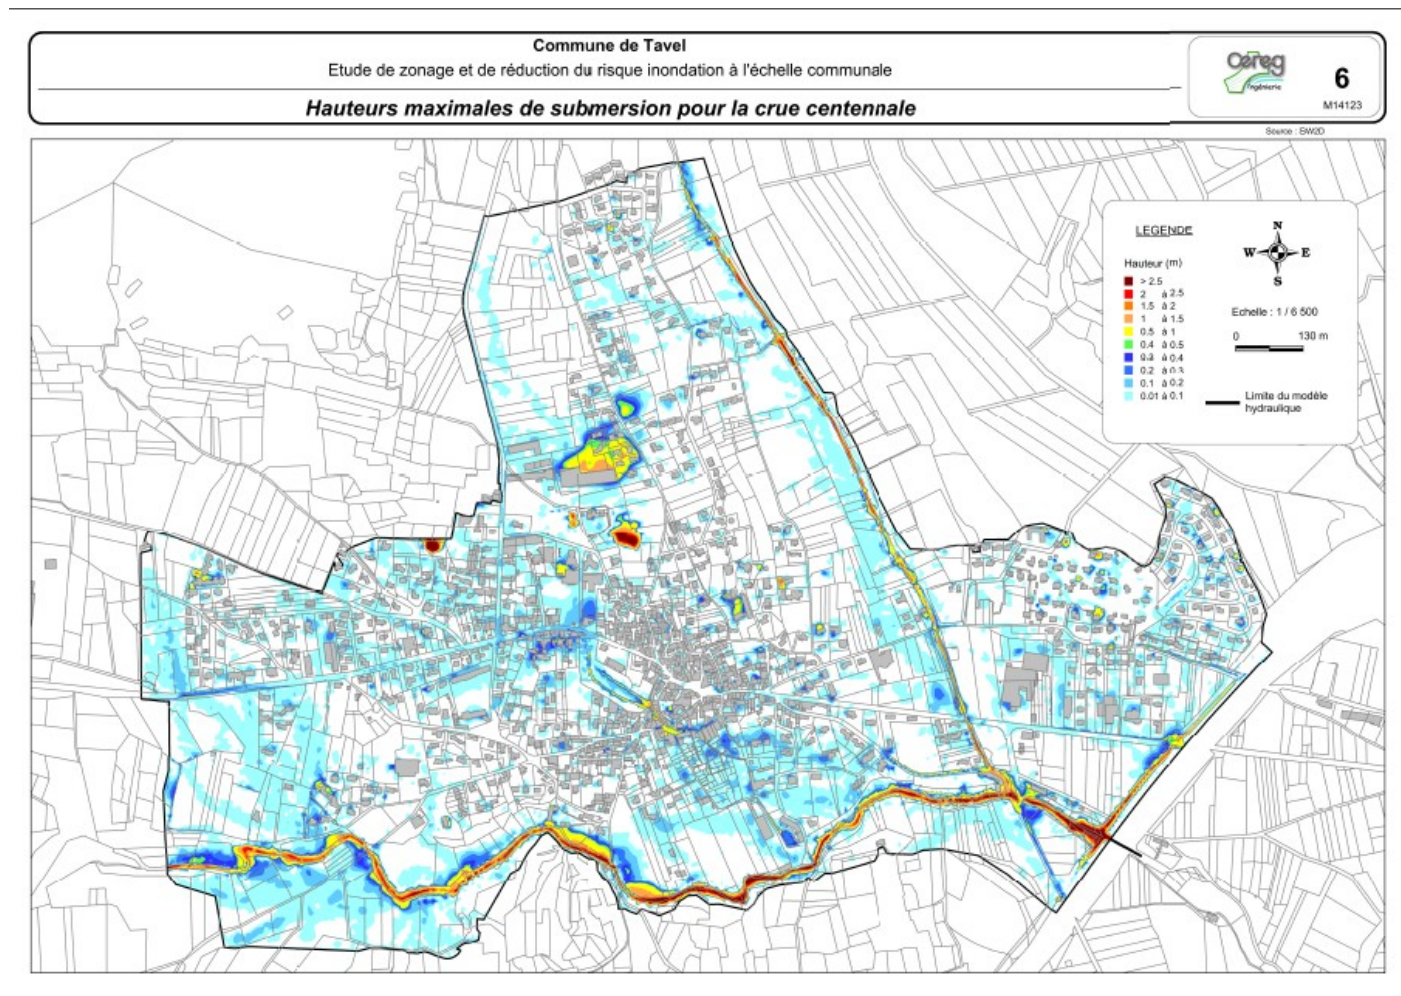 Commune de Tavel
Etude de zonage et de réduction du risque inondation à l'échelle communale
Hauteurs maximales de submersion pour la crue centennale
Cereg
Ingénierie
6
M14123
Source : SW2D
LEGENDE
Hauteur (m)
> 2.5
2 à 2.5
1.5 à 2
1 à 1.5
0.5 à 1
0.4 à 0.5
0.3 à 0.4
0.2 à 0.3
0.1 à 0.2
0.01 à 0.1
N
W E
S
Echelle : 1 / 6 500
0 130 m
Limite du modèle
hydraulique